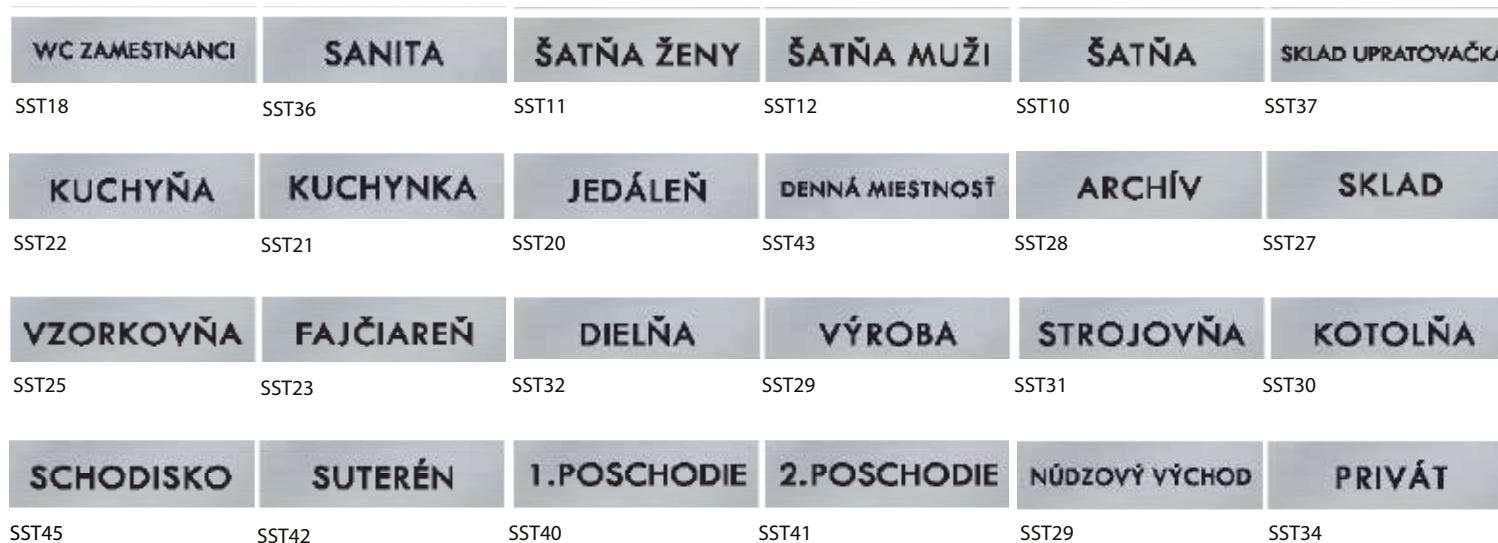 WC ZAMESTNANCI SANITA ŠATŇA ŽENY ŠATŇA MUŽI ŠATŇA SKLAD UPRATOVAČKA
SST18 SST36 SST11 SST12 SST10 SST37
KUCHYŇA KUCHYNKA JEDÁLEŇ DENNÁ MIESTNOSŤ ARCHÍV SKLAD
SST22 SST21 SST20 SST43 SST28 SST27
VZORKOVŇA FAJČIAREŇ DIELŇA VÝROBA STROJOVŇA KOTOLŇA
SST25 SST23 SST32 SST29 SST31 SST30
SCHODISKO SUTERÉN 1.POSCHODIE 2.POSCHODIE NÚDZOVÝ VÝCHOD PRIVÁT
SST45 SST42 SST40 SST41 SST29 SST34